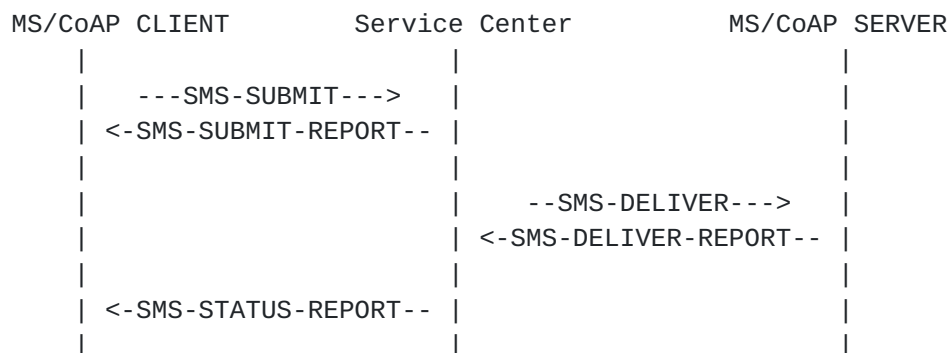 MS/CoAP CLIENT Service Center MS/CoAP SERVER
| | |
| ---SMS-SUBMIT---> | |
| <-SMS-SUBMIT-REPORT-- | |
| | |
| | --SMS-DELIVER---> |
| | <-SMS-DELIVER-REPORT-- |
| | |
| <-SMS-STATUS-REPORT-- | |
| | |